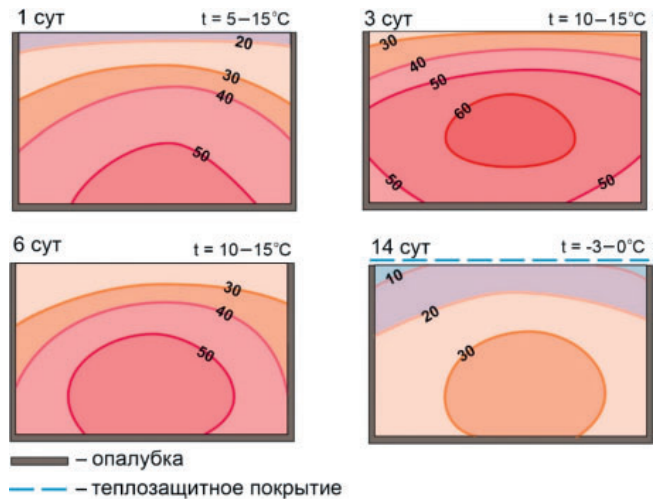 1 сут
t = 5–15°C
20
30
40
50
3 сут
t = 10–15°C
30
40
50
60
50
50
6 сут
t = 10–15°C
30
40
50
14 сут
t = -3–0°C
10
20
30
– опалубка
– теплозащитное покрытие